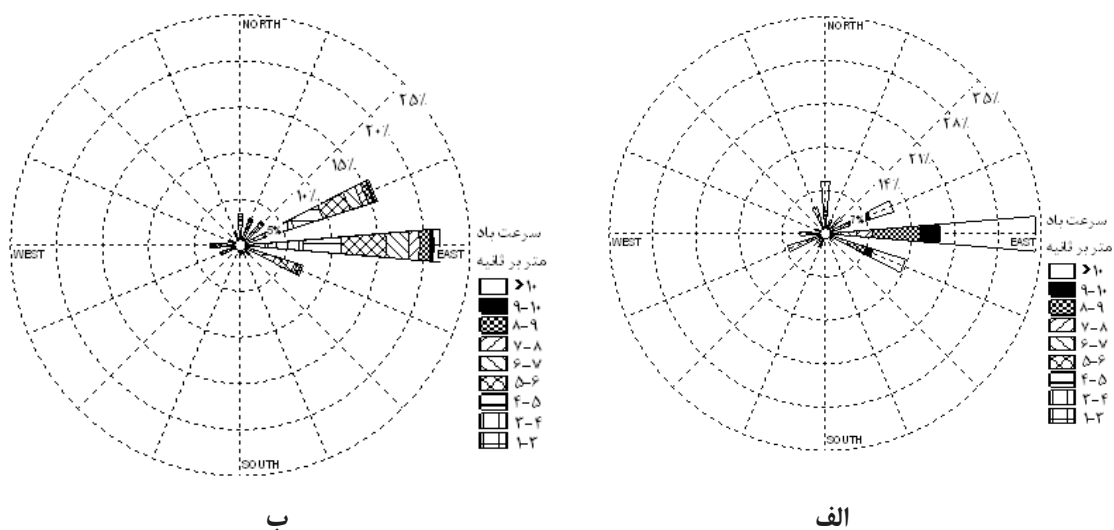 NORTH
۲۵٪
۲۰٪
۱۵٪
۱۰٪
۵٪
WEST
EAST
SOUTH
سرعت باد
متر بر ثانیه
>۱۰
۹-۱۰
۸-۹
۷-۸
۶-۷
۵-۶
۴-۵
۳-۴
۱-۳
ب
NORTH
۳۵٪
۲۸٪
۲۱٪
۱۴٪
۷٪
WEST
EAST
SOUTH
سرعت باد
متر بر ثانیه
>۱۰
۹-۱۰
۸-۹
۷-۸
۶-۷
۵-۶
۴-۵
۳-۴
۱-۳
الف